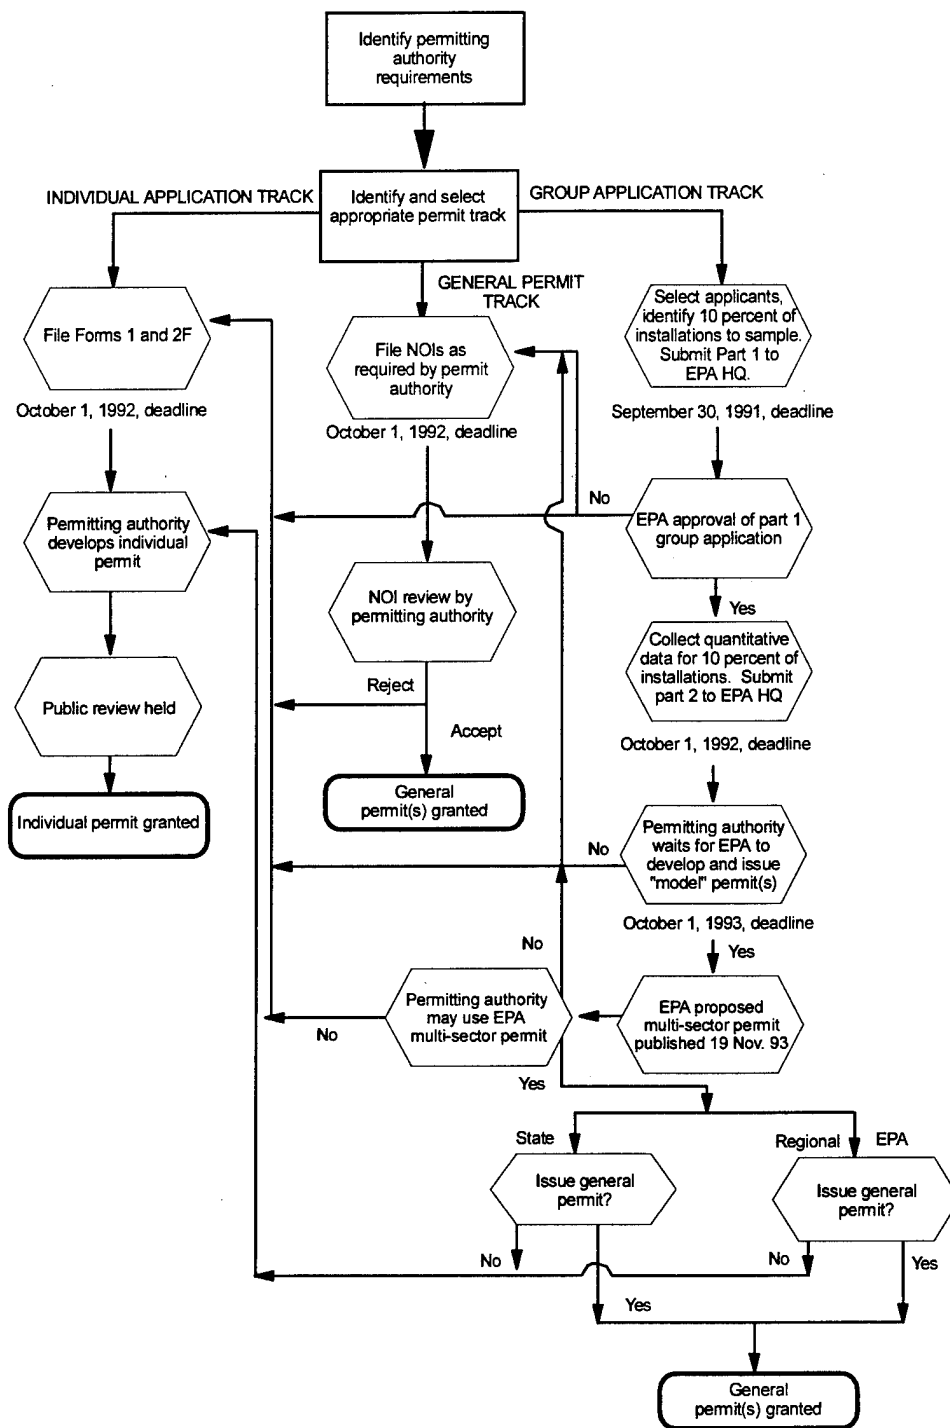 Identify permitting
authority
requirements
INDIVIDUAL APPLICATION TRACK
Identify and select
appropriate permit track
GROUP APPLICATION TRACK
GENERAL PERMIT
TRACK
File Forms 1 and 2F
October 1, 1992, deadline
File NOIs as
required by permit
authority
October 1, 1992, deadline
Select applicants,
identify 10 percent of
installations to sample.
Submit Part 1 to
EPA HQ.
September 30, 1991, deadline
No
EPA approval of part 1
group application
Yes
Permitting authority
develops individual
permit
NOI review by
permitting authority
Collect quantitative
data for 10 percent of
installations. Submit
part 2 to EPA HQ
October 1, 1992, deadline
Public review held
Reject
Accept
Individual permit granted
General
permit(s) granted
No
Permitting authority
waits for EPA to
develop and issue
"model" permit(s)
October 1, 1993, deadline
Yes
No
Permitting authority
may use EPA
multi-sector permit
EPA proposed
multi-sector permit
published 19 Nov. 93
No
Yes
State
Regional
EPA
Issue general
permit?
Issue general
permit?
No
No
Yes
Yes
General
permit(s) granted